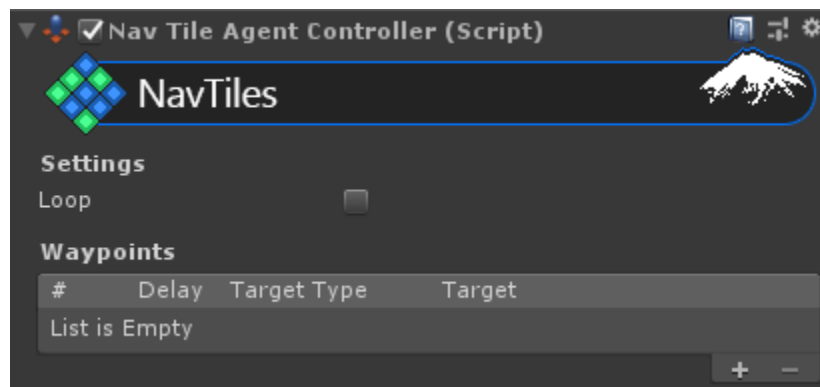 Nav Tile Agent Controller (Script)
NavTiles
Settings
Loop
Waypoints
# Delay Target Type Target
List is Empty
+ −